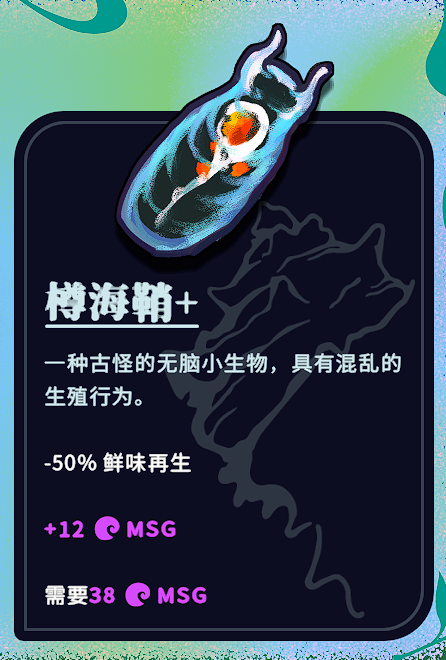 樽海鞘+
一种古怪的无脑小生物，具有混乱的
生殖行为。
-50% 鲜味再生
+12 MSG
需要38 MSG